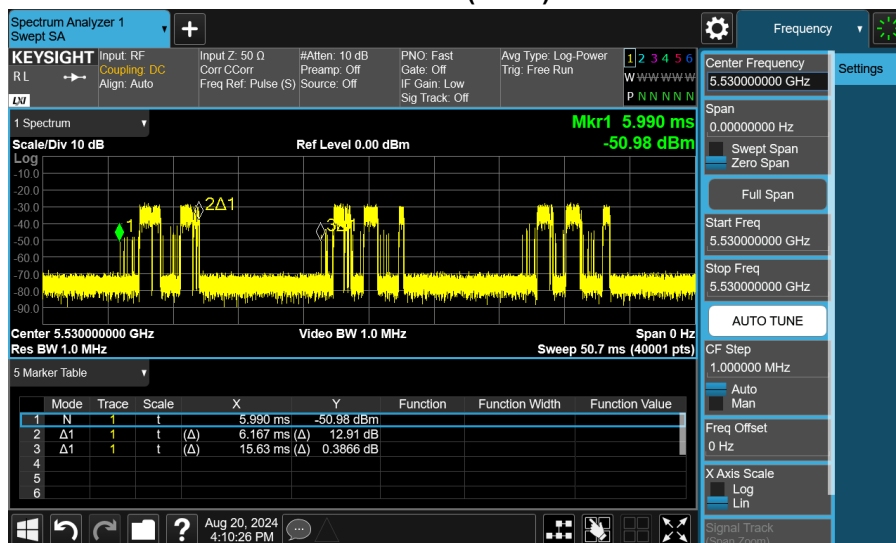 Spectrum Analyzer 1
Swept SA
Frequency
KEYSIGHT
RL
LXI
Input: RF
Coupling: DC
Align: Auto
Input Z: 50 Ω
Corr CCorr
Freq Ref: Pulse (S)
#Atten: 10 dB
Preamp: Off
Source: Off
PNO: Fast
Gate: Off
IF Gain: Low
Sig Track: Off
Avg Type: Log-Power
Trig: Free Run
1 2 3 4 5 6
W W W W W W
P N N N N N
1 Spectrum
Scale/Div 10 dB
Ref Level 0.00 dBm
Mkr1 5.990 ms
-50.98 dBm
Log
-10.0
-20.0
-30.0
-40.0
-50.0
-60.0
-70.0
-80.0
-90.0
1
2Δ1
3Δ1
Center 5.530000000 GHz
Video BW 1.0 MHz
Span 0 Hz
Res BW 1.0 MHz
Sweep 50.7 ms (40001 pts)
5 Marker Table
Mode Trace Scale X Y Function Function Width Function Value
1 N 1 t 5.990 ms -50.98 dBm
2 Δ1 1 t (Δ) 6.167 ms (Δ) 12.91 dB
3 Δ1 1 t (Δ) 15.63 ms (Δ) 0.3866 dB
4
5
6
Aug 20, 2024
4:10:26 PM
Center Frequency
5.530000000 GHz
Settings
Span
0.00000000 Hz
Swept Span
Zero Span
Full Span
Start Freq
5.530000000 GHz
Stop Freq
5.530000000 GHz
AUTO TUNE
CF Step
1.000000 MHz
Auto
Man
Freq Offset
0 Hz
X Axis Scale
Log
Lin
Signal Track
(Span Zoom)